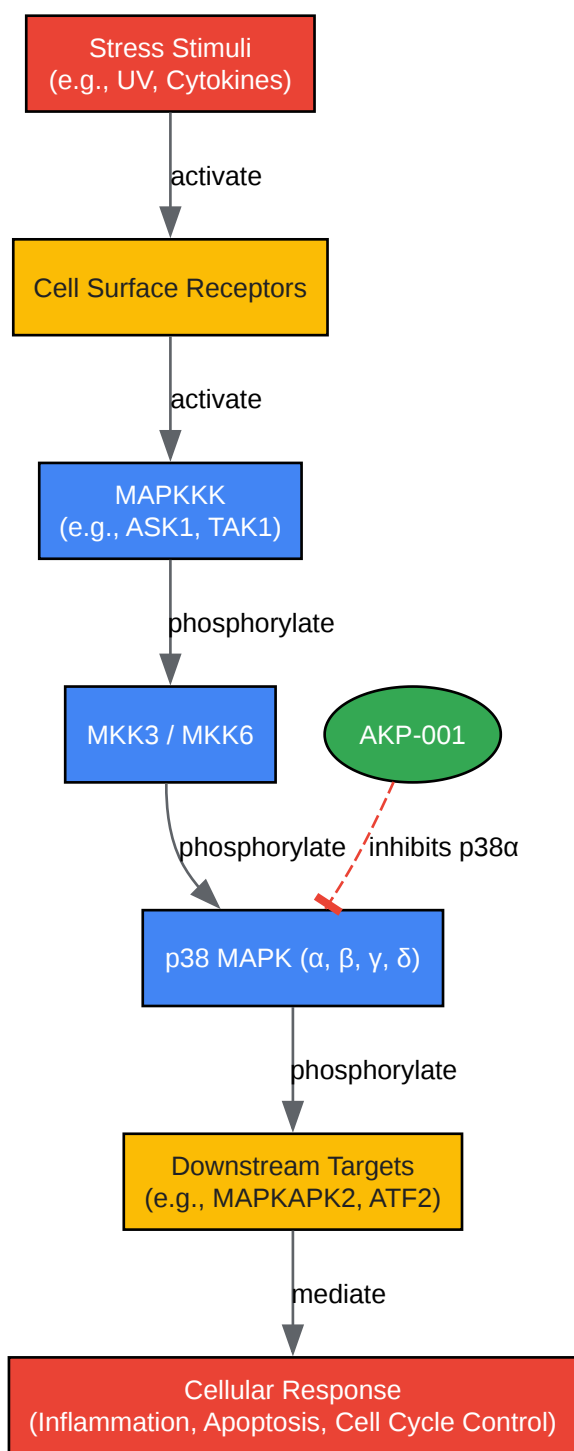 Stress Stimuli
(e.g., UV, Cytokines)
activate
Cell Surface Receptors
activate
MAPKKK
(e.g., ASK1, TAK1)
phosphorylate
MKK3 / MKK6
AKP-001
phosphorylate
inhibits p38α
p38 MAPK (α, β, γ, δ)
phosphorylate
Downstream Targets
(e.g., MAPKAPK2, ATF2)
mediate
Cellular Response
(Inflammation, Apoptosis, Cell Cycle Control)